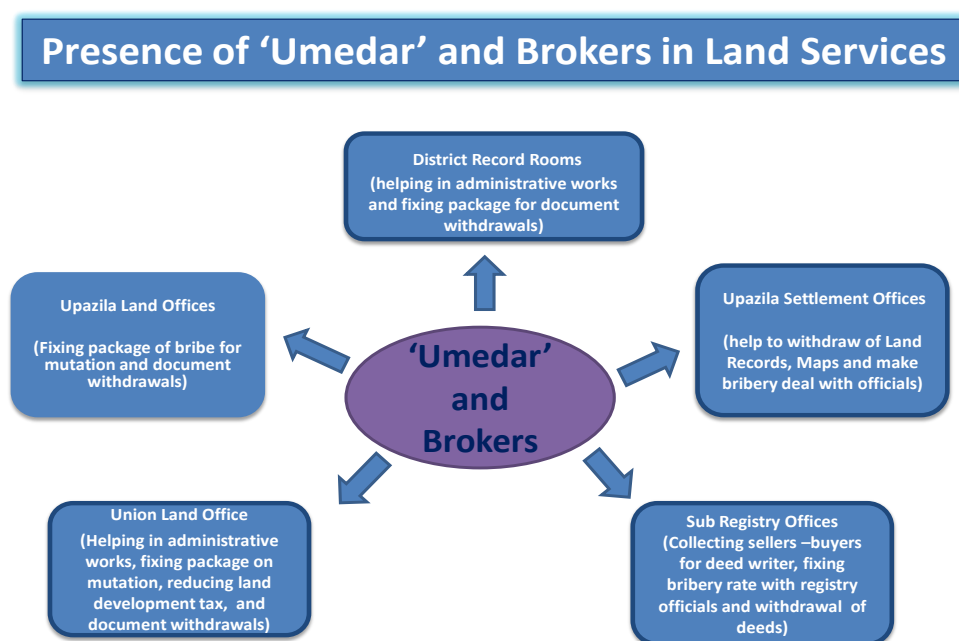 Presence of ‘Umedar’ and Brokers in Land Services
District Record Rooms
(helping in administrative works
and fixing package for document
withdrawals)
Upazila Land Offices
(Fixing package of bribe for
mutation and document
withdrawals)
Upazila Settlement Offices
(help to withdraw of Land
Records, Maps and make
bribery deal with officials)
‘Umedar’
and
Brokers
Union Land Office
(Helping in administrative
works, fixing package on
mutation, reducing land
development tax, and
document withdrawals)
Sub Registry Offices
(Collecting sellers –buyers
for deed writer, fixing
bribery rate with registry
officials and withdrawal of
deeds)